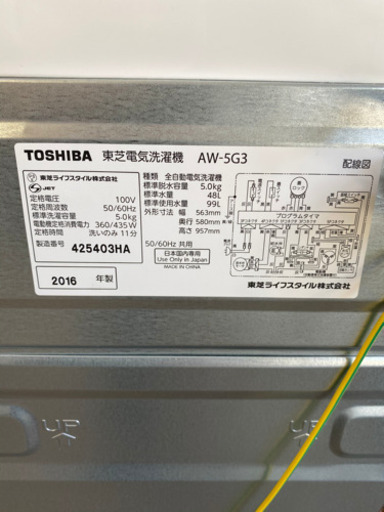 TOSHIBA 東芝電気洗濯機 AW-5G3 配線図
東芝ライフスタイル株式会社
JET
定格電圧 100V
定格周波数 50/60Hz
標準洗濯容量 5.0kg
電動機定格消費電力 360/435W
定格時間 洗いのみ 11分
製造番号 425403HA
2016 年製
種類 全自動電気洗濯機
標準脱水容量 5.0kg
標準水量 48L
標準使用水量 99L
外形寸法 幅 563mm
奥行 580mm
高さ 957mm
50/60Hz 共用
日本国内専用
Use Only in Japan
MADE IN CHINA
ロック
プログラムタイマ
東芝ライフスタイル株式会社
UP
UP